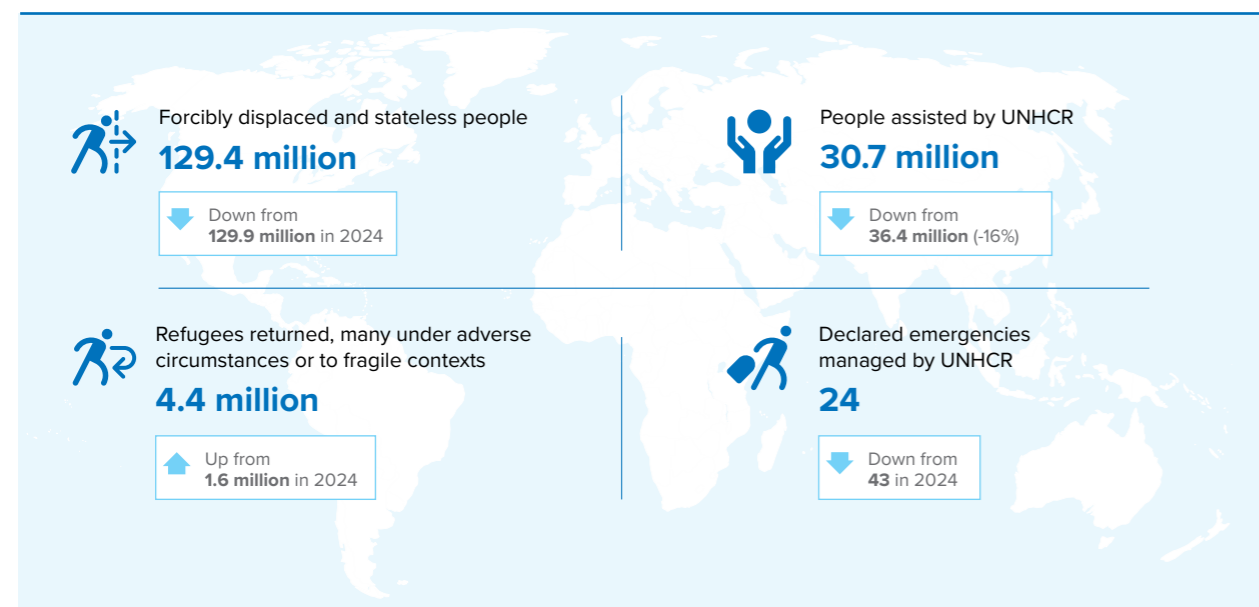 Forcibly displaced and stateless people
129.4 million
Down from
129.9 million in 2024
People assisted by UNHCR
30.7 million
Down from
36.4 million (-16%)
Refugees returned, many under adverse
circumstances or to fragile contexts
4.4 million
Up from
1.6 million in 2024
Declared emergencies
managed by UNHCR
24
Down from
43 in 2024